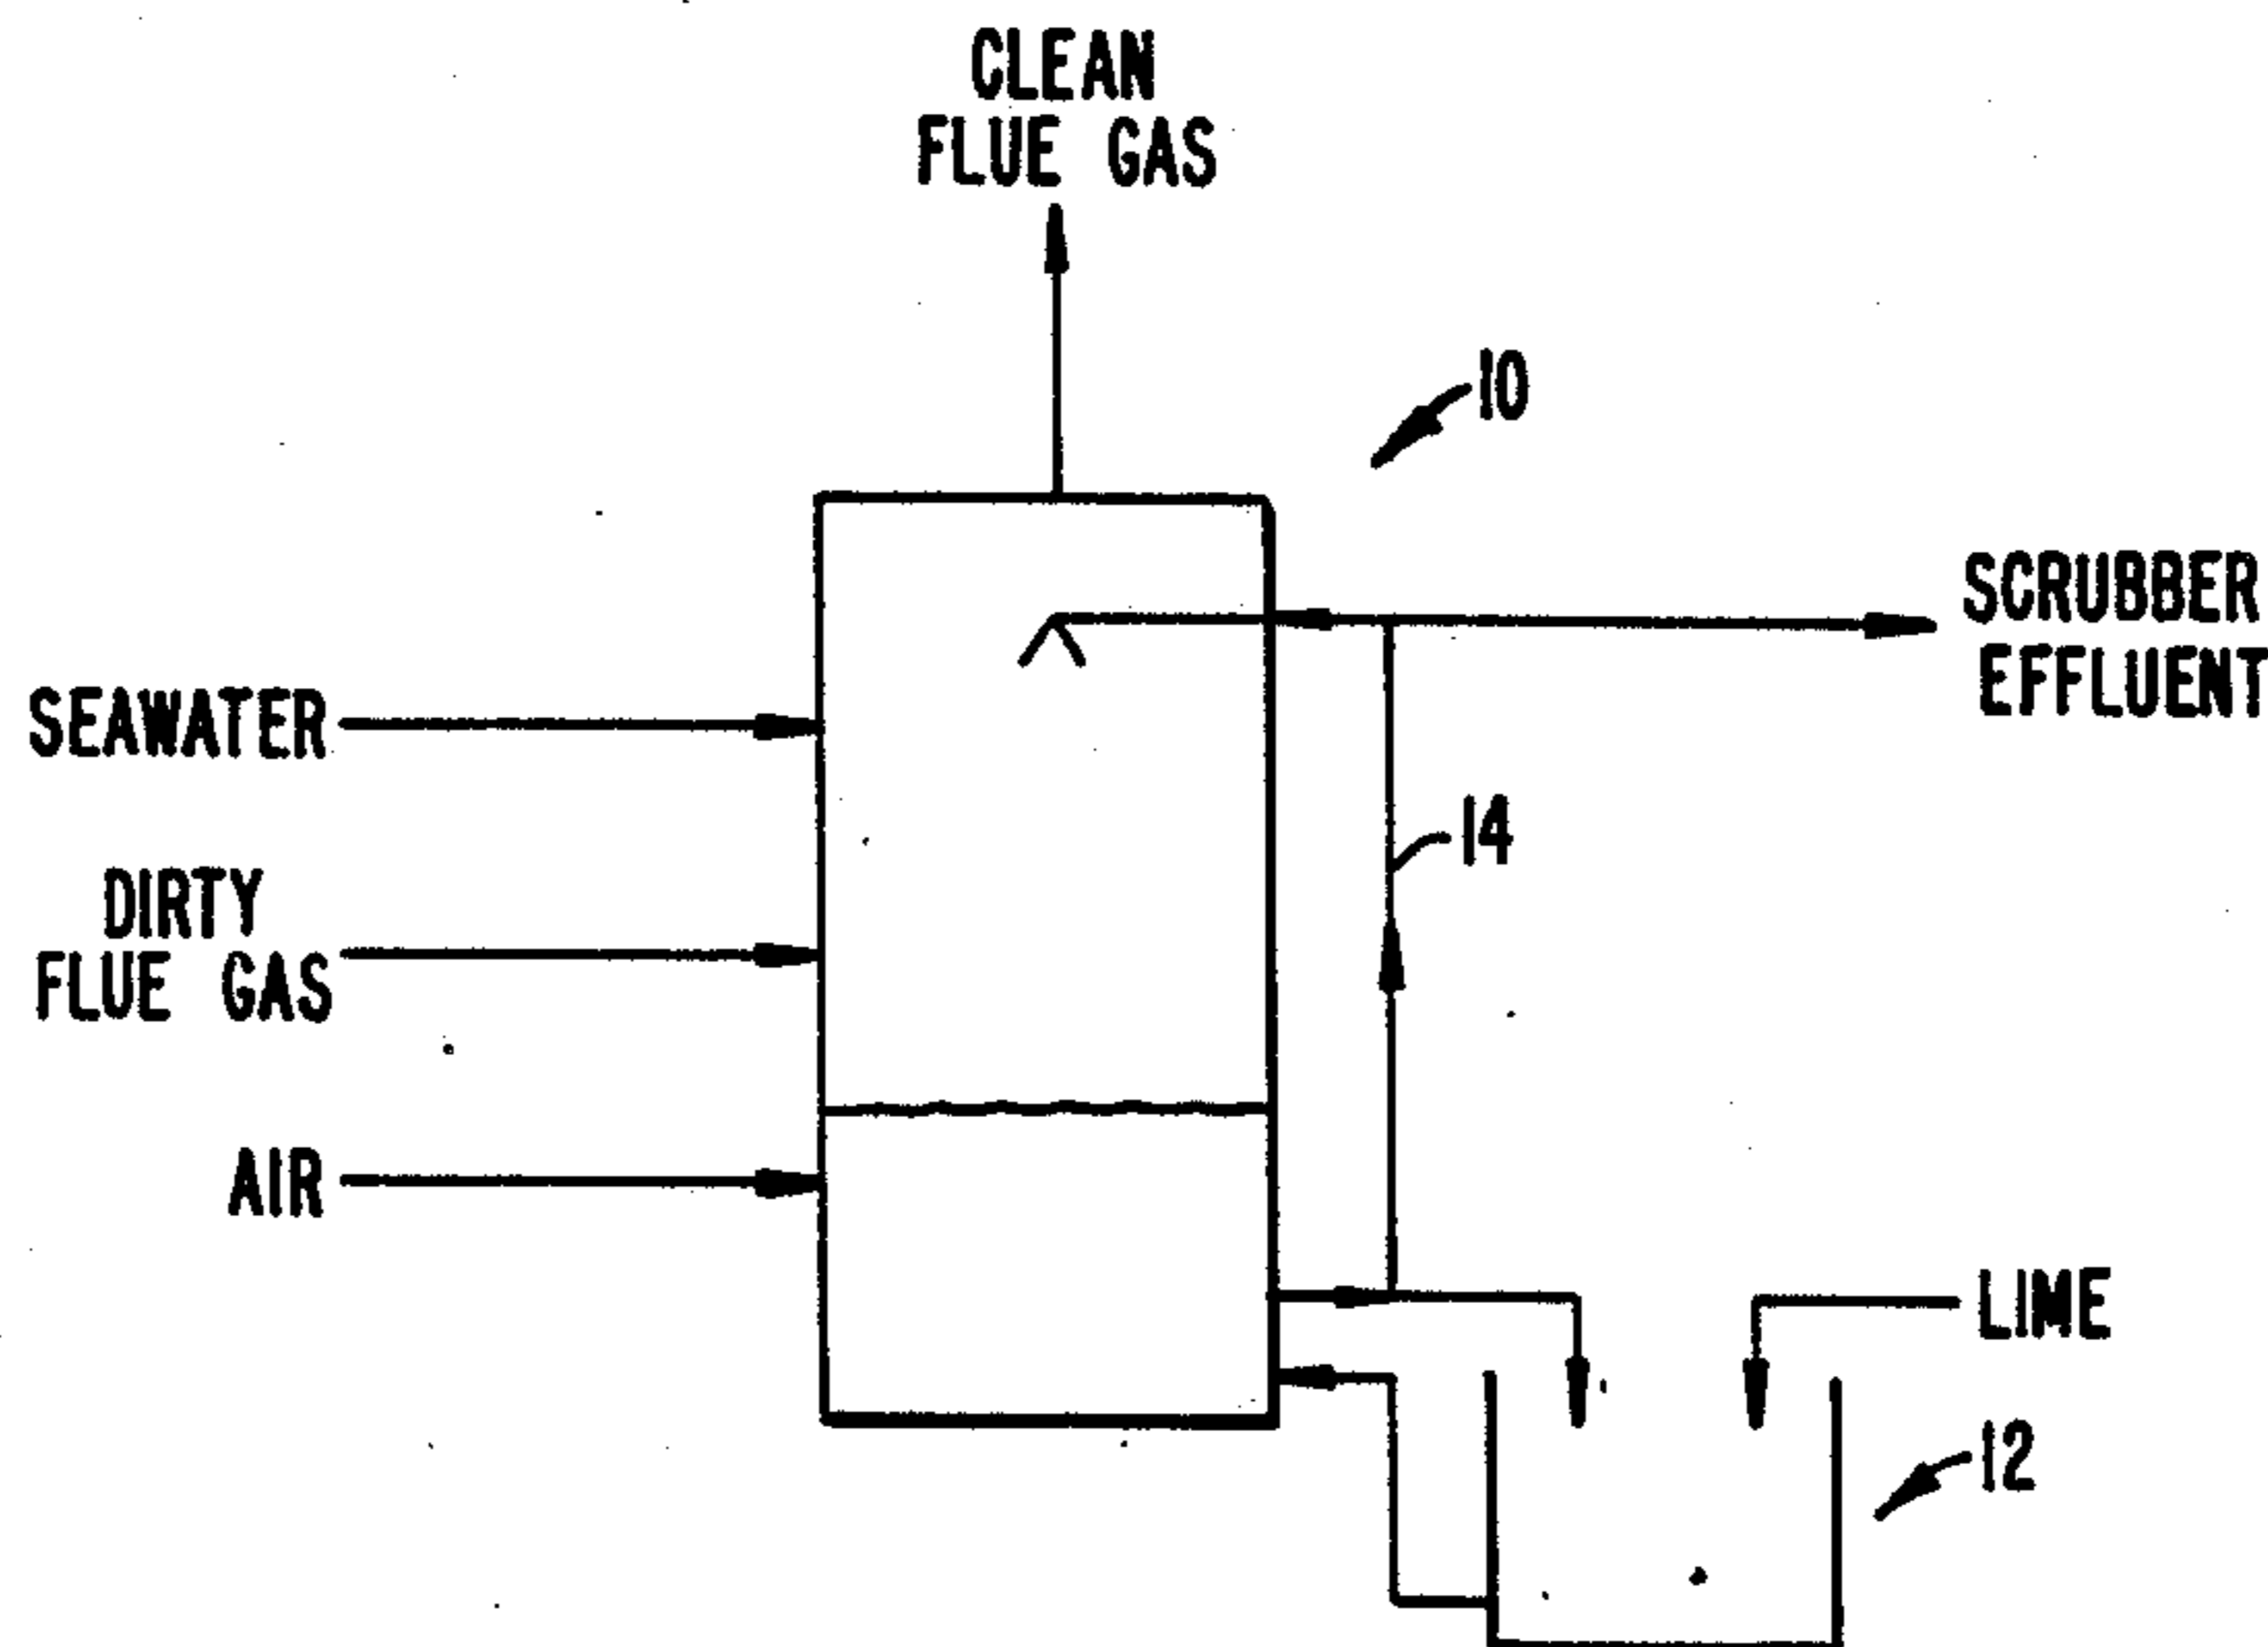 CLEAN
FLUE GAS
10
SCRUBBER
EFFLUENT
SEAWATER
14
DIRTY
FLUE GAS
AIR
LIME
12